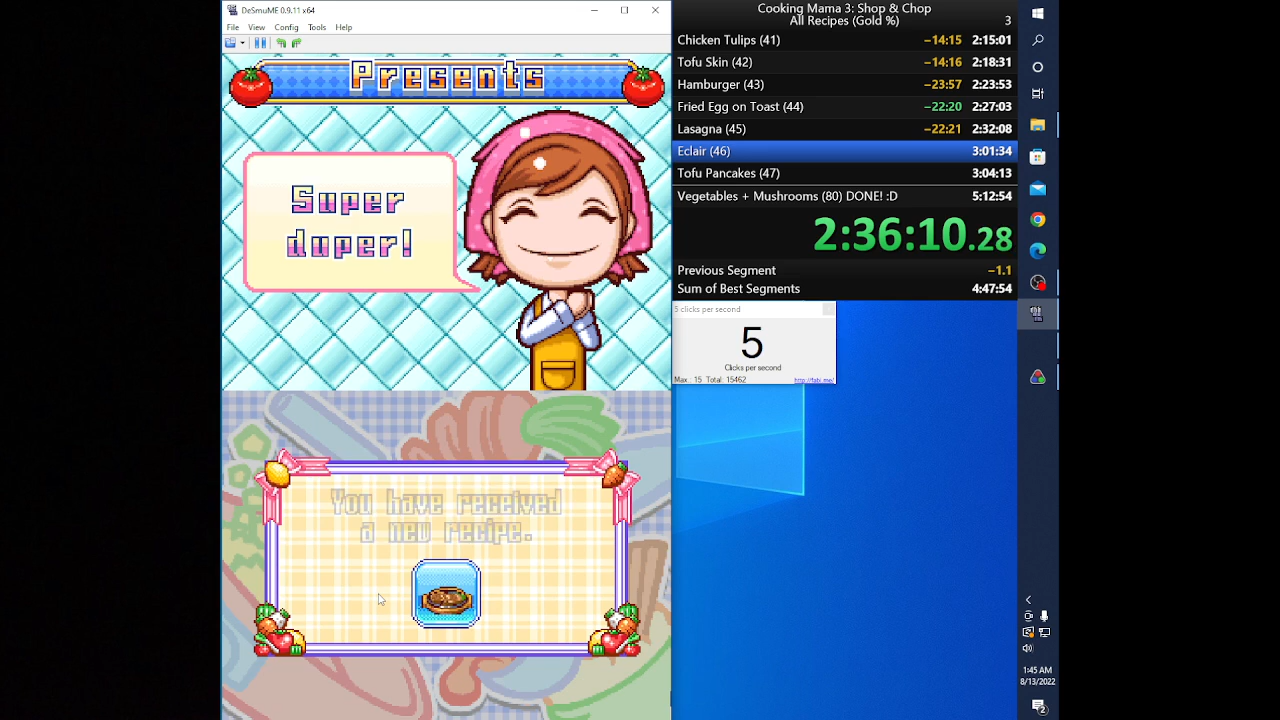 DeSmuME 0.9.11 x64
File View Config Tools Help
Presents
Super
duper!
You have received
a new recipe.
Cooking Mama 3: Shop & Chop
All Recipes (Gold %) 3
Chicken Tulips (41) −14:15 2:15:01
Tofu Skin (42) −14:16 2:18:31
Hamburger (43) −23:57 2:23:53
Fried Egg on Toast (44) −22:20 2:27:03
Lasagna (45) −22:21 2:32:08
Eclair (46) 3:01:34
Tofu Pancakes (47) 3:04:13
Vegetables + Mushrooms (80) DONE! :D 5:12:54
2:36:10.28
Previous Segment −1.1
Sum of Best Segments 4:47:54
5 clicks per second
5
Clicks per second
Max : 15 Total: 15462 http://fabi.me/
1:45 AM
8/13/2022
2